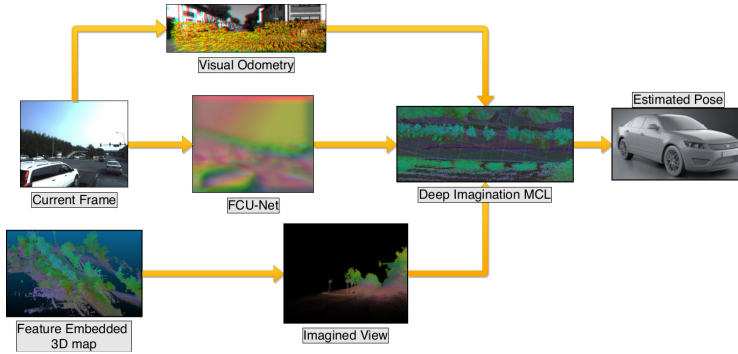 Visual Odometry
Estimated Pose
Current Frame
FCU-Net
Deep Imagination MCL
Feature Embedded
3D map
Imagined View